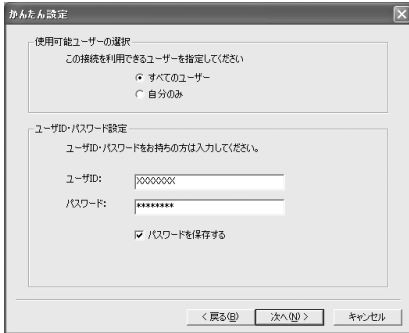 かんたん設定
使用可能ユーザーの選択
この接続を利用できるユーザーを指定してください
すべてのユーザー
自分のみ
ユーザID・パスワード設定
ユーザID・パスワードをお持ちの方は入力してください。
ユーザID: XXXXXXX
パスワード: ********
パスワードを保存する
< 戻る(B) 次へ(N) > キャンセル